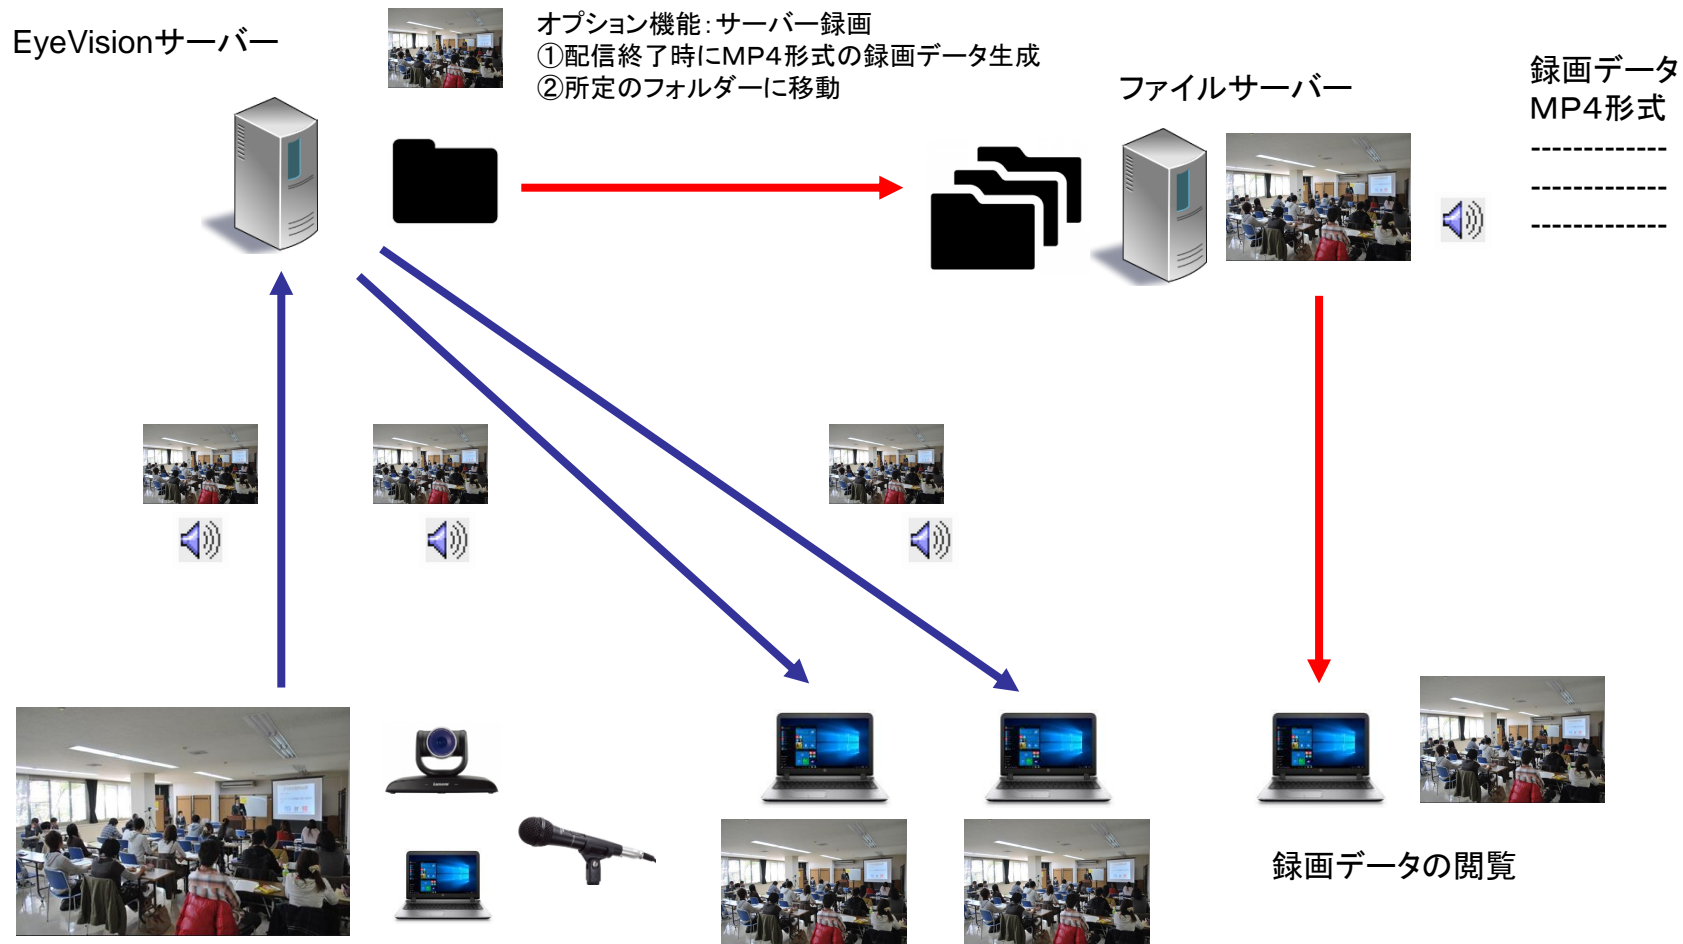 EyeVisionサーバー
オプション機能：サーバー録画
①配信終了時にMP4形式の録画データ生成
②所定のフォルダーに移動
ファイルサーバー
録画データ
MP4形式
-------------
-------------
-------------
録画データの閲覧